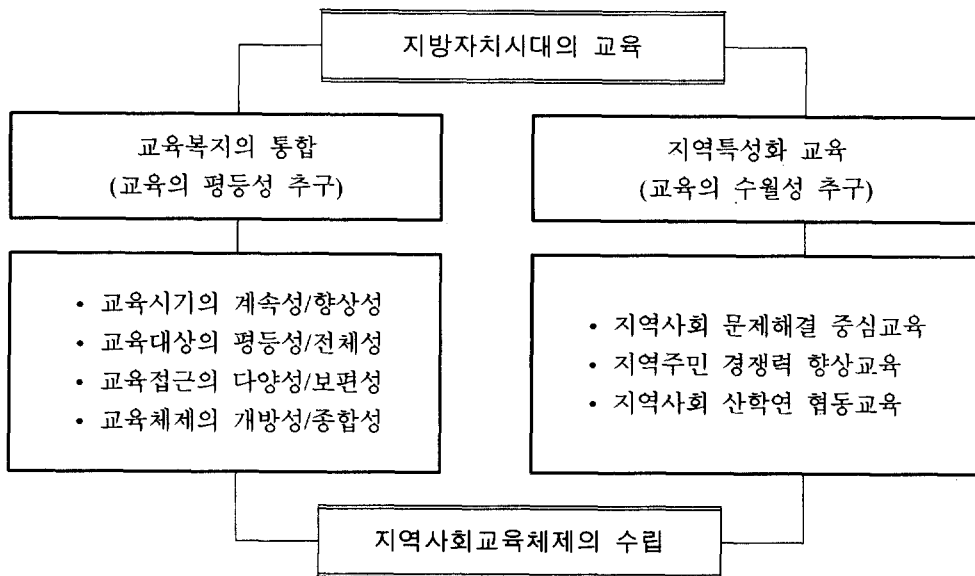 지방자치시대의 교육
교육복지의 통합
(교육의 평등성 추구)
지역특성화 교육
(교육의 수월성 추구)
• 교육시기의 계속성/향상성
• 교육대상의 평등성/전체성
• 교육접근의 다양성/보편성
• 교육체제의 개방성/종합성
• 지역사회 문제해결 중심교육
• 지역주민 경쟁력 향상교육
• 지역사회 산학연 협동교육
지역사회교육체제의 수립